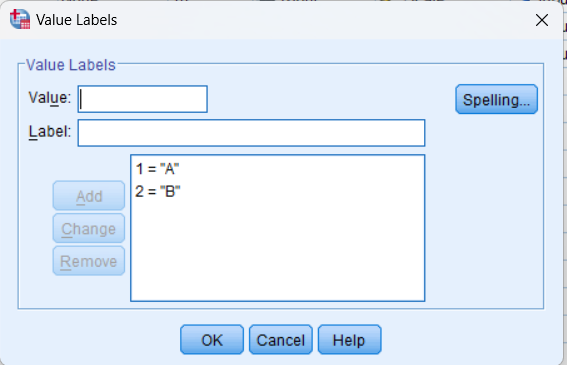 Value Labels
Value Labels
Value:
Spelling...
Label:
1 = "A"
2 = "B"
Add
Change
Remove
OK Cancel Help